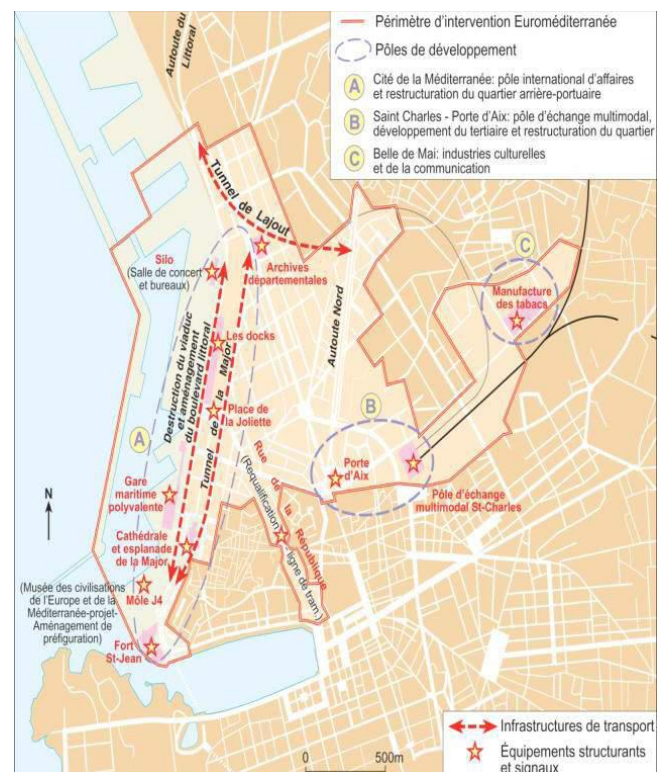 Périmètre d'intervention Euroméditerranée
Pôles de développement
A
Cité de la Méditerranée: pôle international d'affaires
et restructuration du quartier arrière-portuaire
B
Saint Charles - Porte d'Aix: pôle d'échange multimodal,
développement du tertiaire et restructuration du quartier
C
Belle de Mai: industries culturelles
et de la communication
Autoute du
Littoral
Tunnel de Lajout
Silo
(Salle de concert
et bureaux)
Archives
départementales
C
Manufacture
des tabacs
Les docks
Autoute Nord
Destruction du viaduc
et aménagement
du boulevard littoral
Tunnel de la Major
Place de
la Joliette
A
B
Rue de la République
(Requalification ligne de tram.)
Porte
d'Aix
Pôle d'échange
multimodal St-Charles
N
Gare
maritime
polyvalente
Cathédrale
et esplanade
de la Major
(Musée des civilisations
de l'Europe et de la
Méditerranée-projet-
Aménagement de
préfiguration)
Môle J4
Fort
St-Jean
0 500m
Infrastructures de transport
Équipements structurants
et signaux